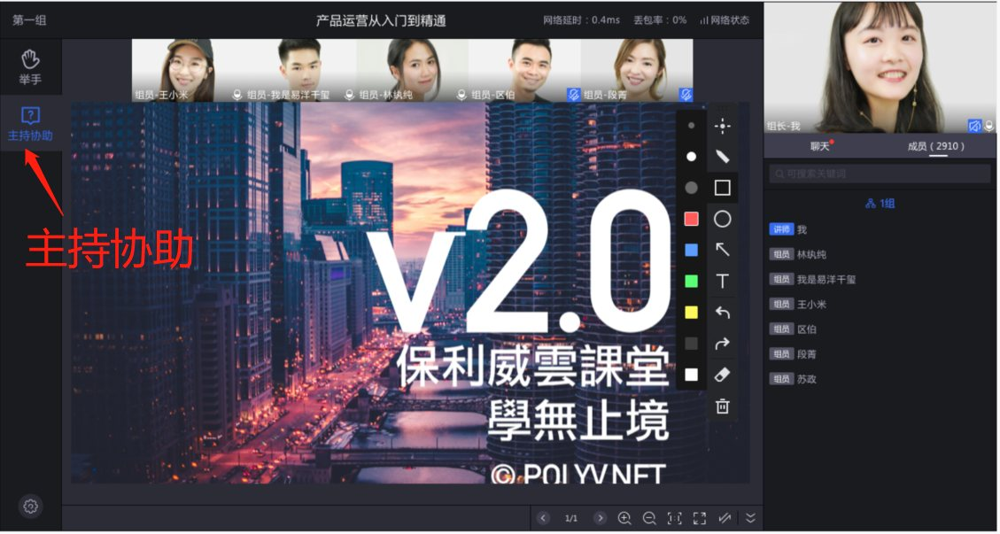 第一组
产品运营从入门到精通
网络延时：0.4ms 丢包率：0% 网络状态
举手
主持协助
组员-王小米
组员-我是易洋千玺
组员-林纨纯
组员-区伯
组员-段菁
组长-我
聊天
成员（2910）
可搜索关键词
1组
讲师 我
组员 林纨纯
组员 我是易洋千玺
组员 王小米
组员 区伯
组员 段菁
组员 苏政
主持协助
v2.0
保利威雲課堂
學無止境
© POLYV.NET
T
1/1